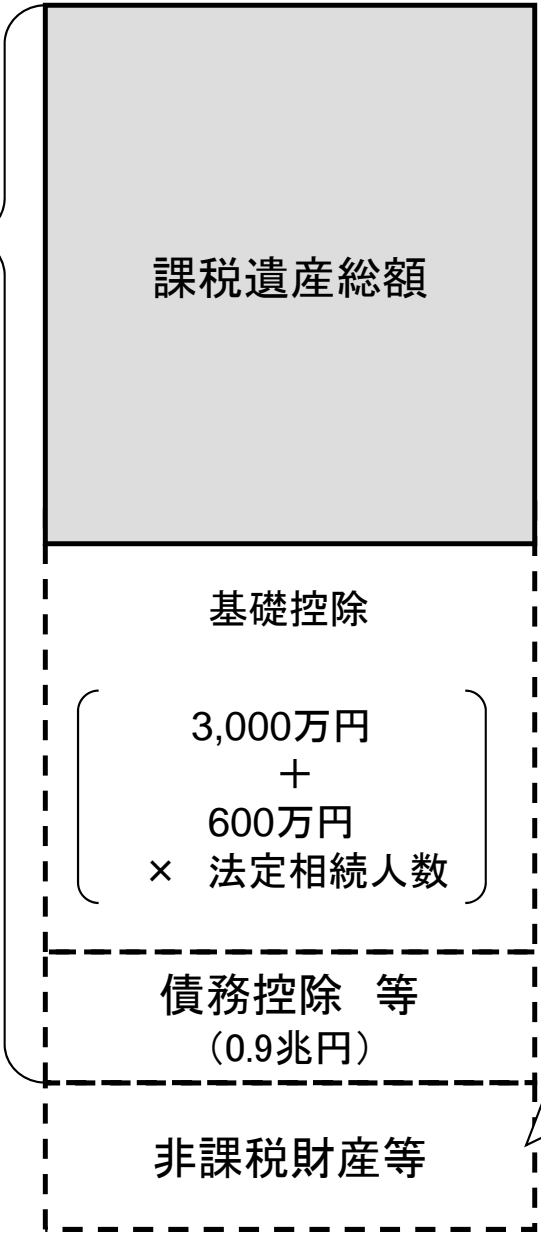 課税遺産総額
基礎控除
3,000万円
＋
600万円
×　法定相続人数
債務控除　等
（0.9兆円）
非課税財産等